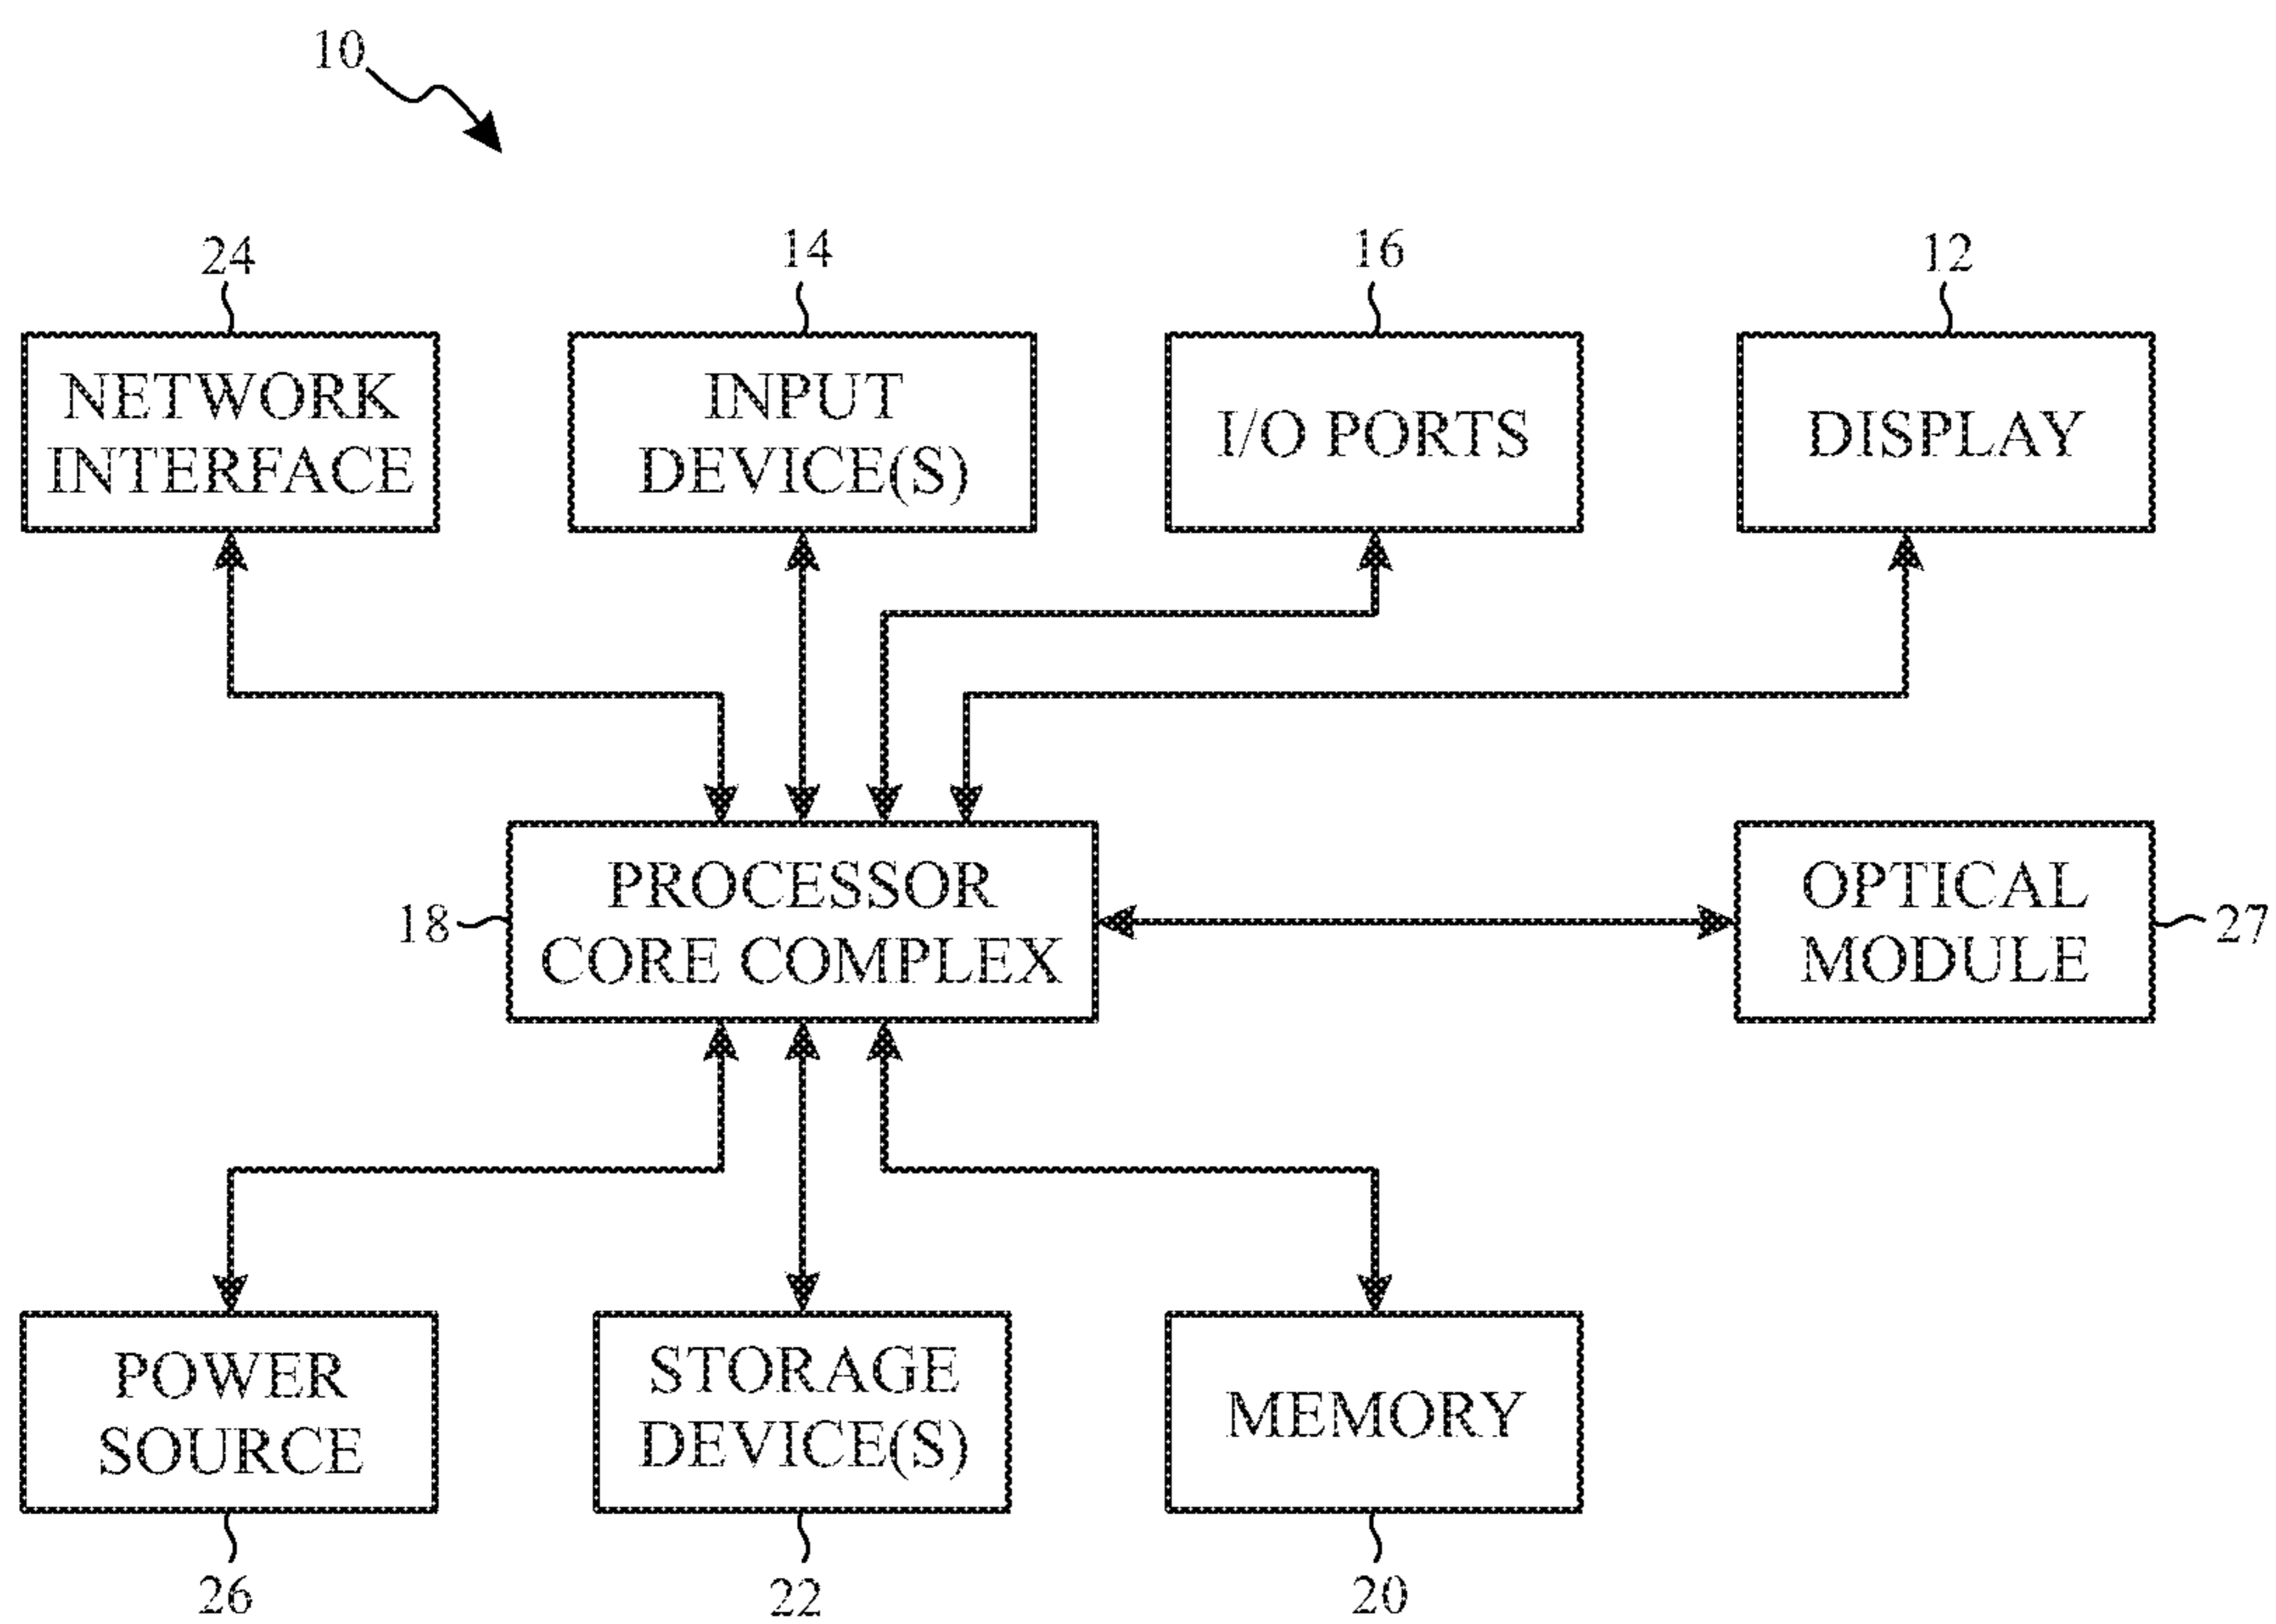 10
24
14
16
12
NETWORK
INTERFACE
INPUT
DEVICE(S)
I/O PORTS
DISPLAY
18
PROCESSOR
CORE COMPLEX
OPTICAL
MODULE
27
POWER
SOURCE
STORAGE
DEVICE(S)
MEMORY
26
22
20